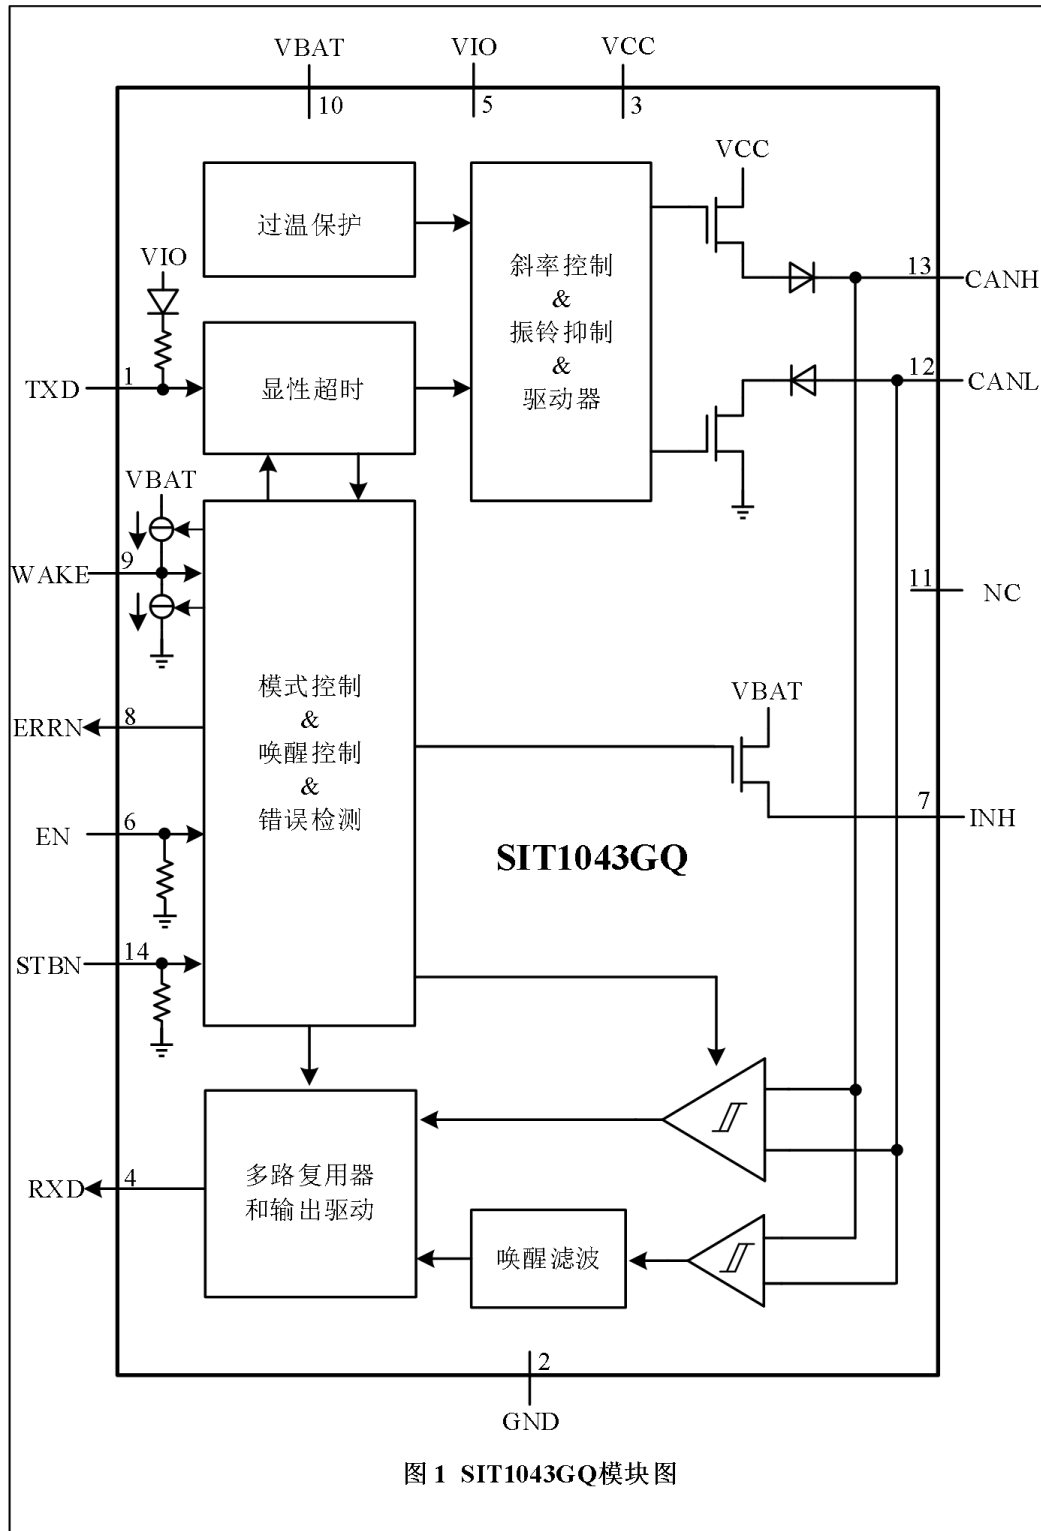 VBAT
VIO
VCC
10
5
3
VCC
过温保护
VIO
斜率控制
&
振铃抑制
&
驱动器
13
CANH
TXD
1
显性超时
12
CANL
VBAT
WAKE
9
11
NC
模式控制
&
唤醒控制
&
错误检测
VBAT
ERRN
8
7
INH
EN
6
SIT1043GQ
STBN
14
RXD
4
多路复用器
和输出驱动
唤醒滤波
2
GND
图 1 SIT1043GQ模块图